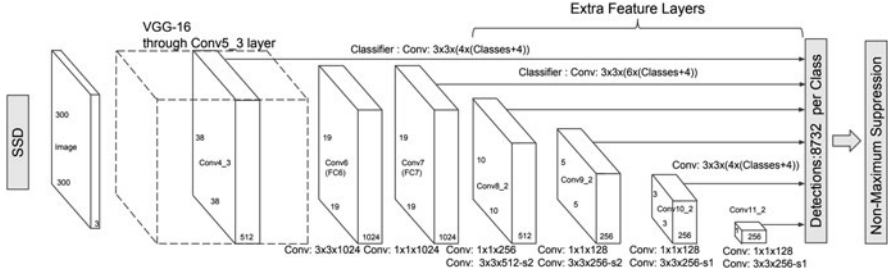 Extra Feature Layers
VGG-16
through Conv5_3 layer
Classifier : Conv: 3x3x(4x(Classes+4))
Classifier : Conv: 3x3x(6x(Classes+4))
SSD
300
Image
300
3
38
Conv4_3
38
512
19
Conv6
(FC6)
19
1024
19
Conv7
(FC7)
19
1024
10
Conv8_2
10
512
5
Conv9_2
5
256
Conv: 3x3x(4x(Classes+4))
3
Conv10_2
3
256
Conv11_2
256
Detections:8732 per Class
Non-Maximum Suppression
Conv: 3x3x1024
Conv: 1x1x1024
Conv: 1x1x256
Conv: 3x3x512-s2
Conv: 1x1x128
Conv: 3x3x256-s2
Conv: 1x1x128
Conv: 3x3x256-s1
Conv: 1x1x128
Conv: 3x3x256-s1